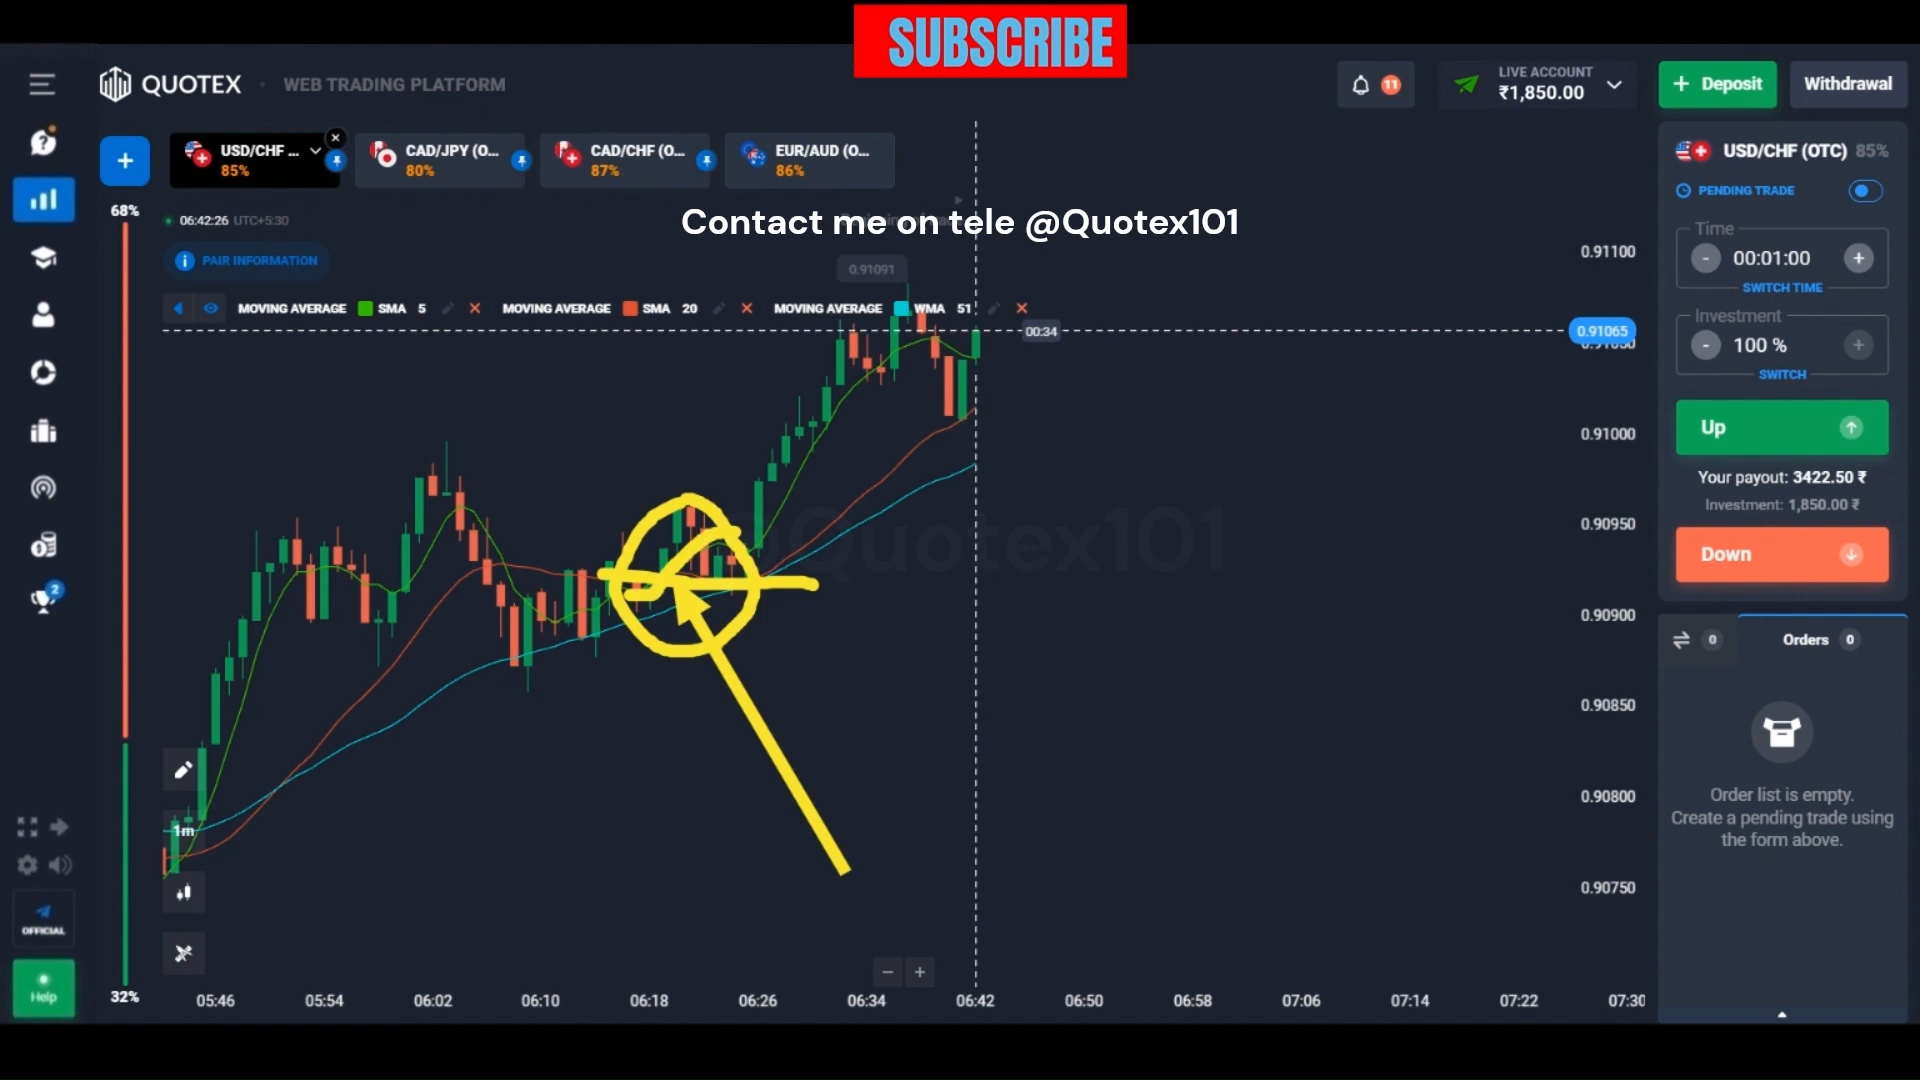 SUBSCRIBE
QUOTEX
WEB TRADING PLATFORM
11
LIVE ACCOUNT
₹1,850.00
+ Deposit
Withdrawal
USD/CHF ...
85%
CAD/JPY (O...
80%
CAD/CHF (O...
87%
EUR/AUD (O...
86%
USD/CHF (OTC) 85%
PENDING TRADE
68%
06:42:26 UTC+5:30
Contact me on tele @Quotex101
PAIR INFORMATION
0.91091
MOVING AVERAGE SMA 5
MOVING AVERAGE SMA 20
MOVING AVERAGE WMA 51
00:34
0.91065
0.91100
0.91050
0.91000
0.90950
0.90900
0.90850
0.90800
0.90750
@Quotex101
Time
- 00:01:00 +
SWITCH TIME
Investment
- 100 % +
SWITCH
Up
Your payout: 3422.50 ₹
Investment: 1,850.00 ₹
Down
0
Orders 0
Order list is empty.
Create a pending trade using
the form above.
2
1m
OFFICIAL
Help
32%
05:46 05:54 06:02 06:10 06:18 06:26 06:34 06:42 06:50 06:58 07:06 07:14 07:22 07:30